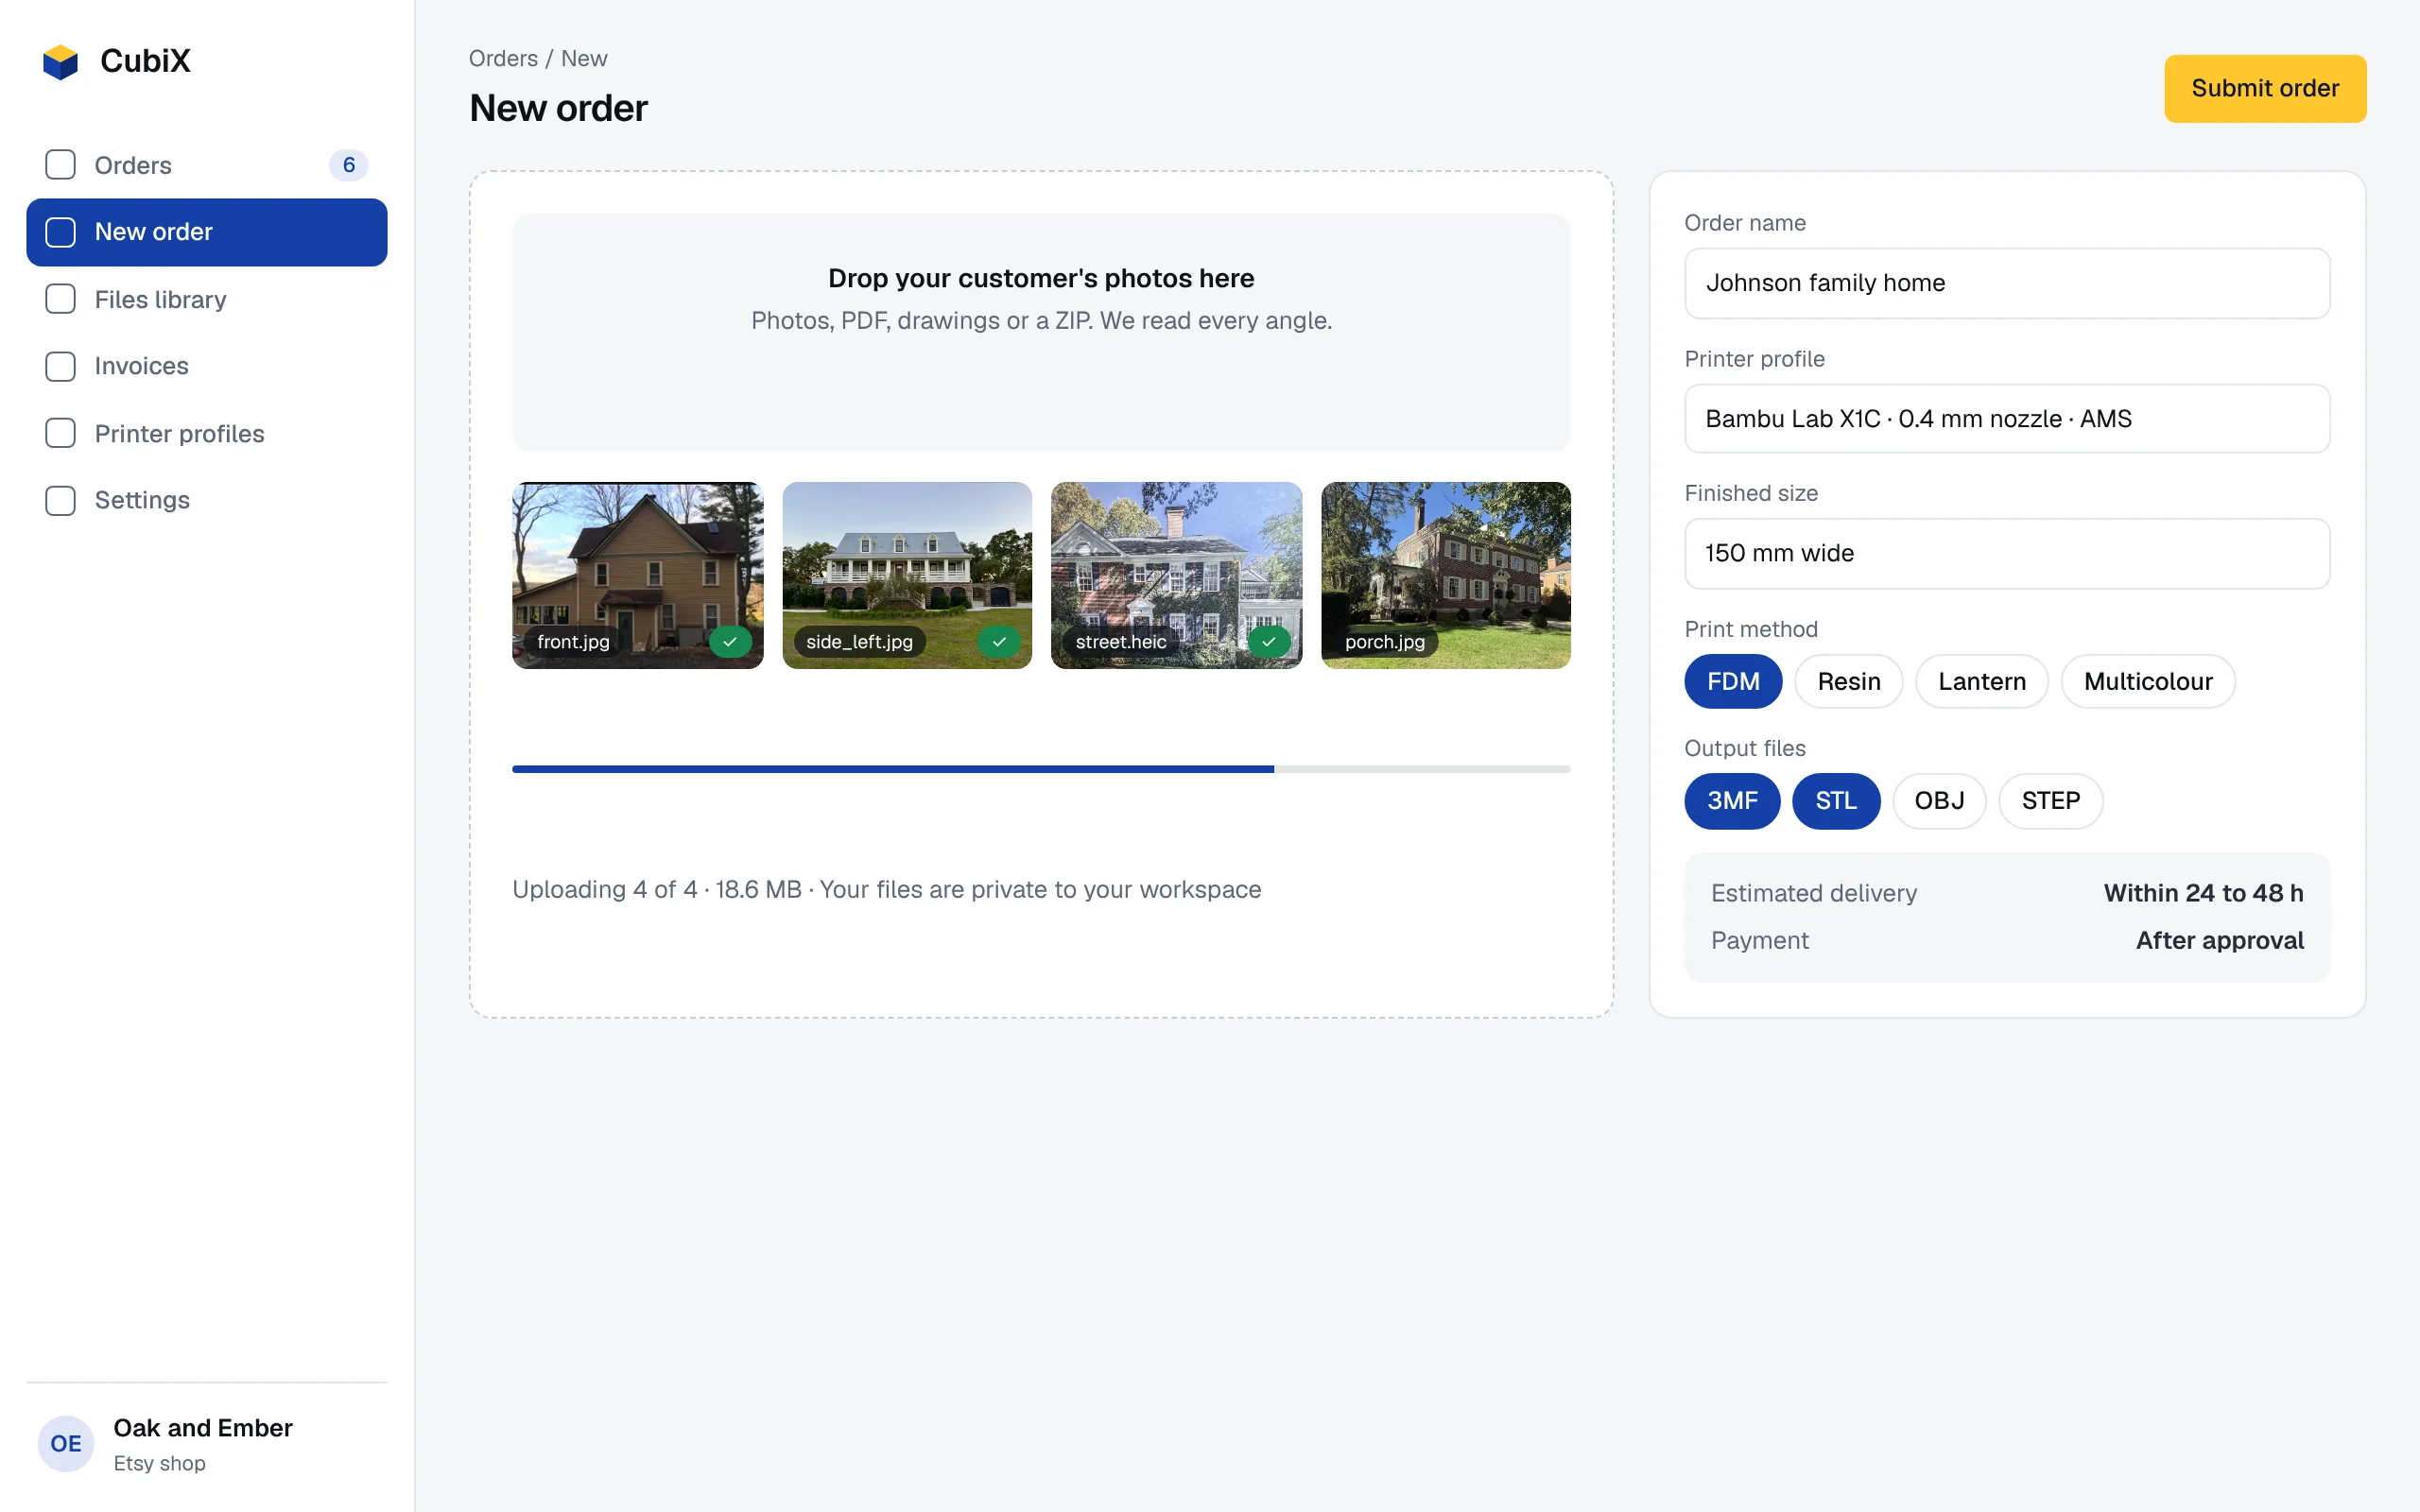 CubiX
Orders 6
New order
Files library
Invoices
Printer profiles
Settings
OE
Oak and Ember
Etsy shop
Orders / New
New order
Submit order
Drop your customer's photos here
Photos, PDF, drawings or a ZIP. We read every angle.
front.jpg
side_left.jpg
street.heic
porch.jpg
Uploading 4 of 4 · 18.6 MB · Your files are private to your workspace
Order name
Johnson family home
Printer profile
Bambu Lab X1C · 0.4 mm nozzle · AMS
Finished size
150 mm wide
Print method
FDM Resin Lantern Multicolour
Output files
3MF STL OBJ STEP
Estimated delivery Within 24 to 48 h
Payment After approval